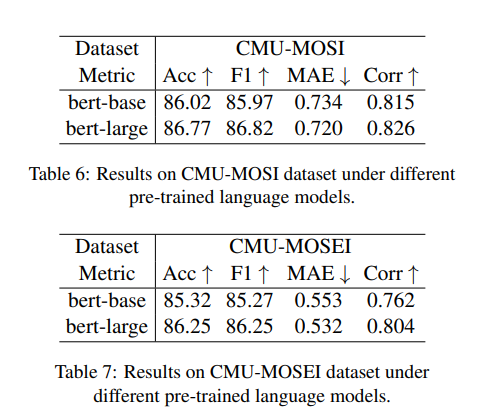 Dataset CMU-MOSI
Metric Acc ↑ F1 ↑ MAE ↓ Corr ↑
bert-base 86.02 85.97 0.734 0.815
bert-large 86.77 86.82 0.720 0.826
Table 6: Results on CMU-MOSI dataset under different
pre-trained language models.
Dataset CMU-MOSEI
Metric Acc ↑ F1 ↑ MAE ↓ Corr ↑
bert-base 85.32 85.27 0.553 0.762
bert-large 86.25 86.25 0.532 0.804
Table 7: Results on CMU-MOSEI dataset under
different pre-trained language models.